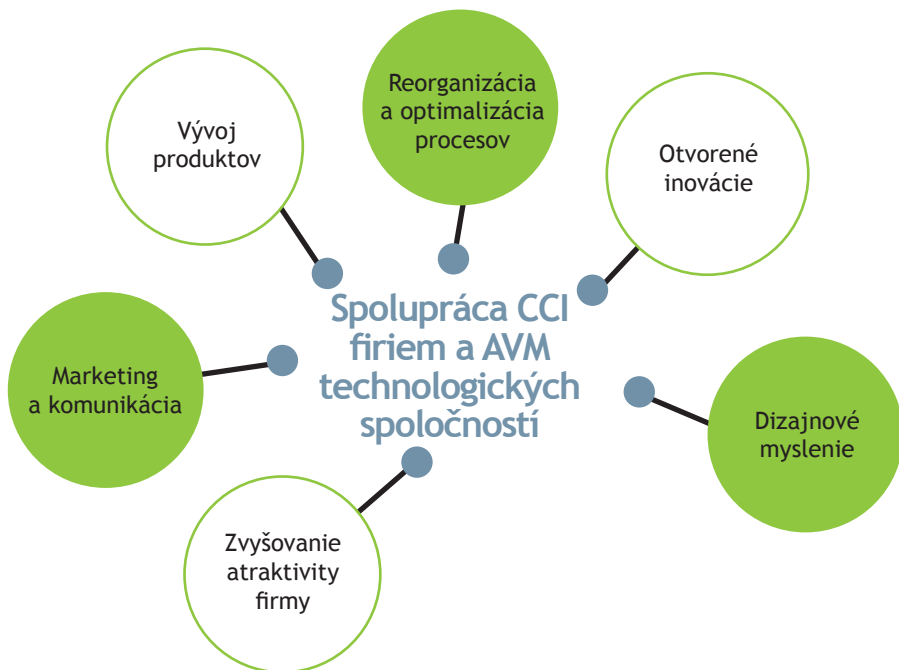 Reorganizácia
a optimalizácia
procesov
Vývoj
produktov
Otvorené
inovácie
Spolupráca CCI
firiem a AVM
technologických
spoločností
Marketing
a komunikácia
Dizajnové
myslenie
Zvyšovanie
atraktivity
firmy